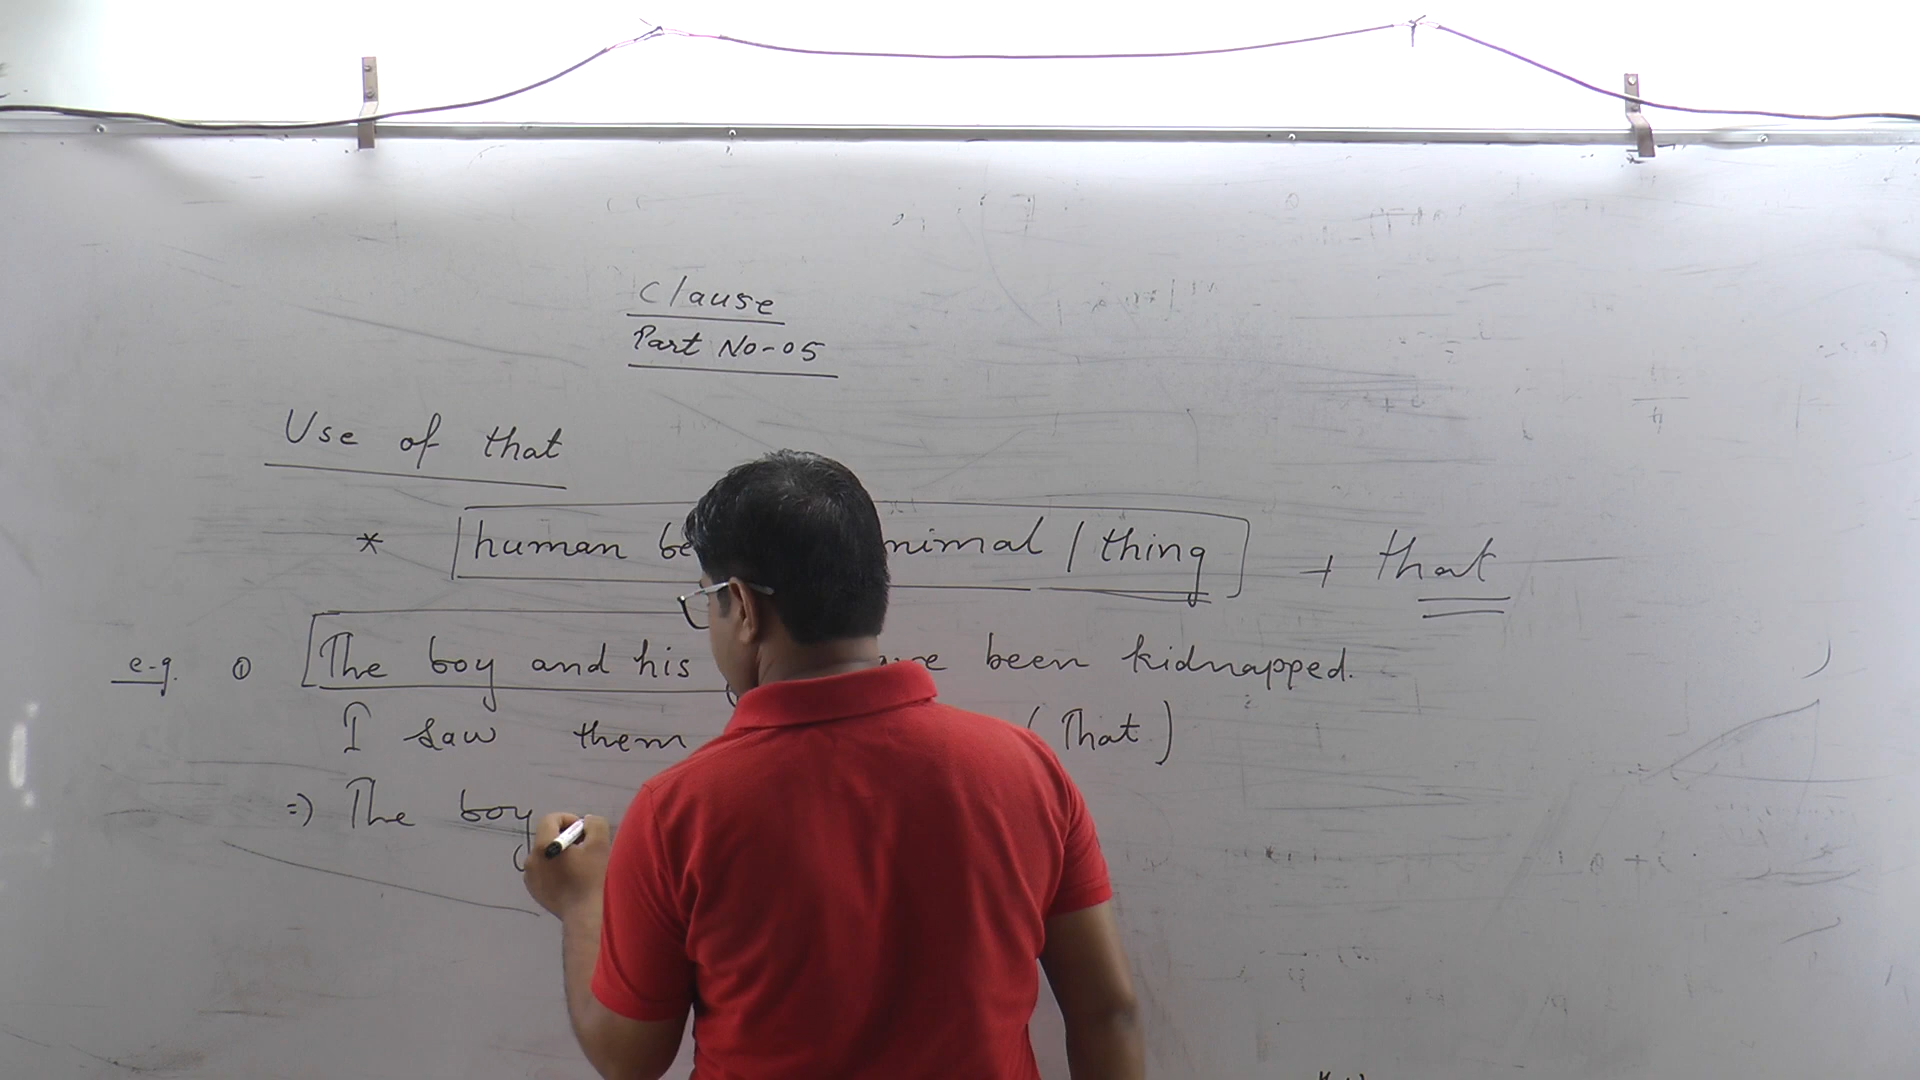 Clause
Part No-05
Use of that
* human be nimal / thing + that
e.g. ① The boy and his been kidnapped.
I saw them (That)
=) The boy